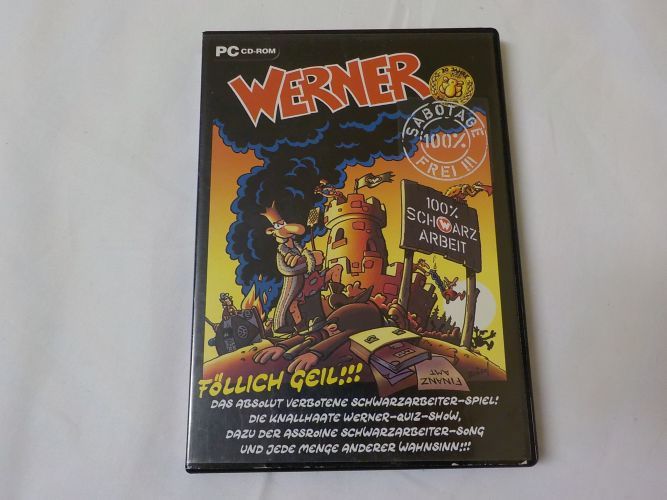 PC CD-ROM
WERNER
SABOTAGE
100%
FREI !!!
100%
SCHWARZ
ARBEIT
FINANZ
AMT
FÖLLICH GEIL!!!
DAS ABSOLUT VERBOTENE SCHWARZARBEITER-SPIEL!
DIE KNALLHAATE WERNER-QUIZ-SHOW,
DAZU DER ASSROINE SCHWARZARBEITER-SONG
UND JEDE MENGE ANDERER WAHNSINN!!!